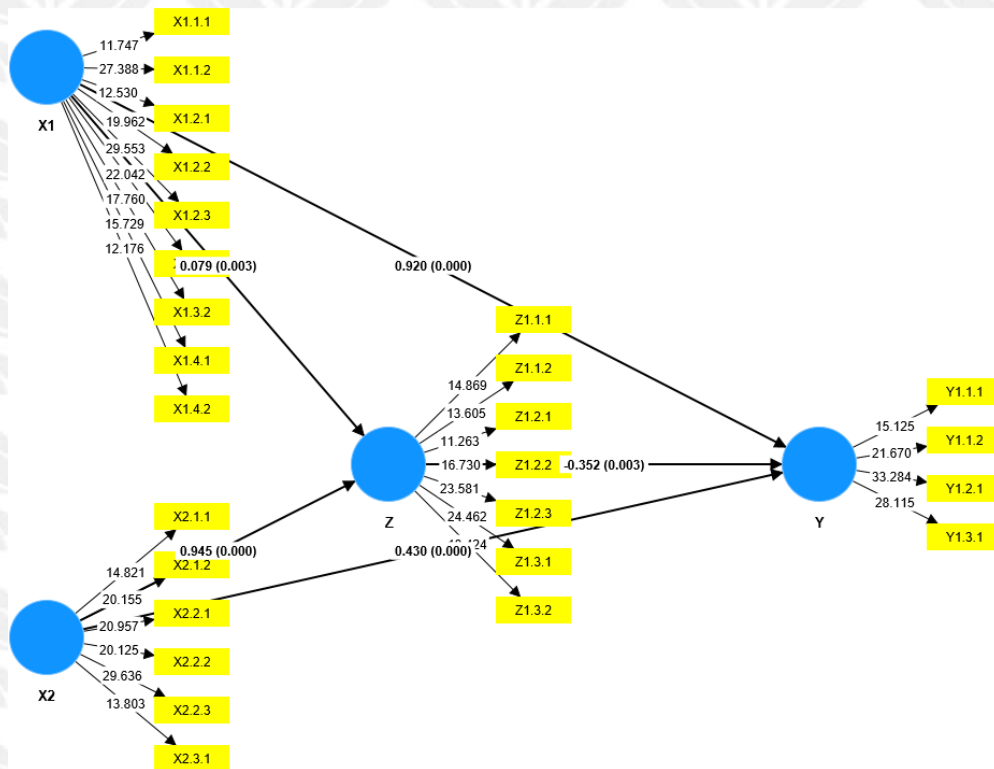 X1.1.1
11.747
X1.1.2
27.388
12.530
X1
X1.2.1
19.962
X1.2.2
29.553
22.042
17.760
X1.2.3
15.729
12.176
0.079 (0.003)
0.920 (0.000)
X1.3.2
Z1.1.1
X1.4.1
Z1.1.2
14.869
X1.4.2
Y1.1.1
13.605
Z1.2.1
15.125
11.263
Y1.1.2
21.670
16.730
Z1.2.2
-0.352 (0.003)
33.284
23.581
Y1.2.1
28.115
X2.1.1
24.462
Z1.2.3
Z
Y
Y1.3.1
0.945 (0.000)
0.430 (0.000)
X2.1.2
Z1.3.1
14.821
20.155
X2.2.1
Z1.3.2
20.957
20.125
X2.2.2
29.636
X2
13.803
X2.2.3
X2.3.1